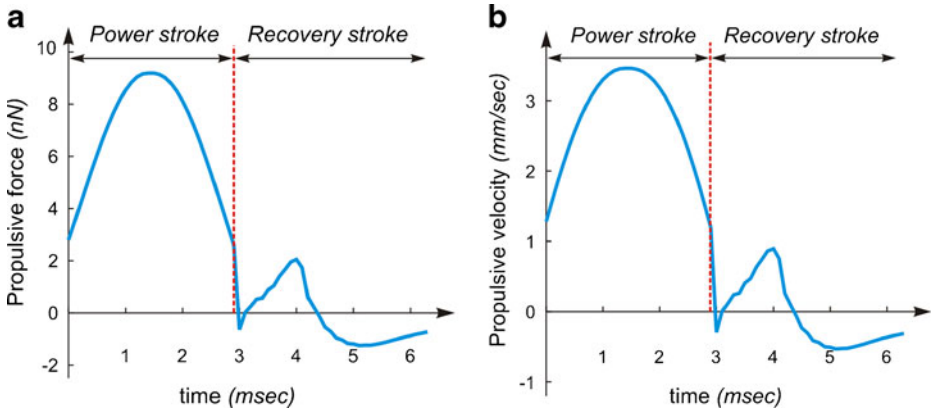 a
Power stroke Recovery stroke
Propulsive force (nN)
10
8
6
4
2
0
-2
1 2 3 4 5 6
time (msec)
b
Power stroke Recovery stroke
Propulsive velocity (mm/sec)
3
2
1
0
-1
1 2 3 4 5 6
time (msec)